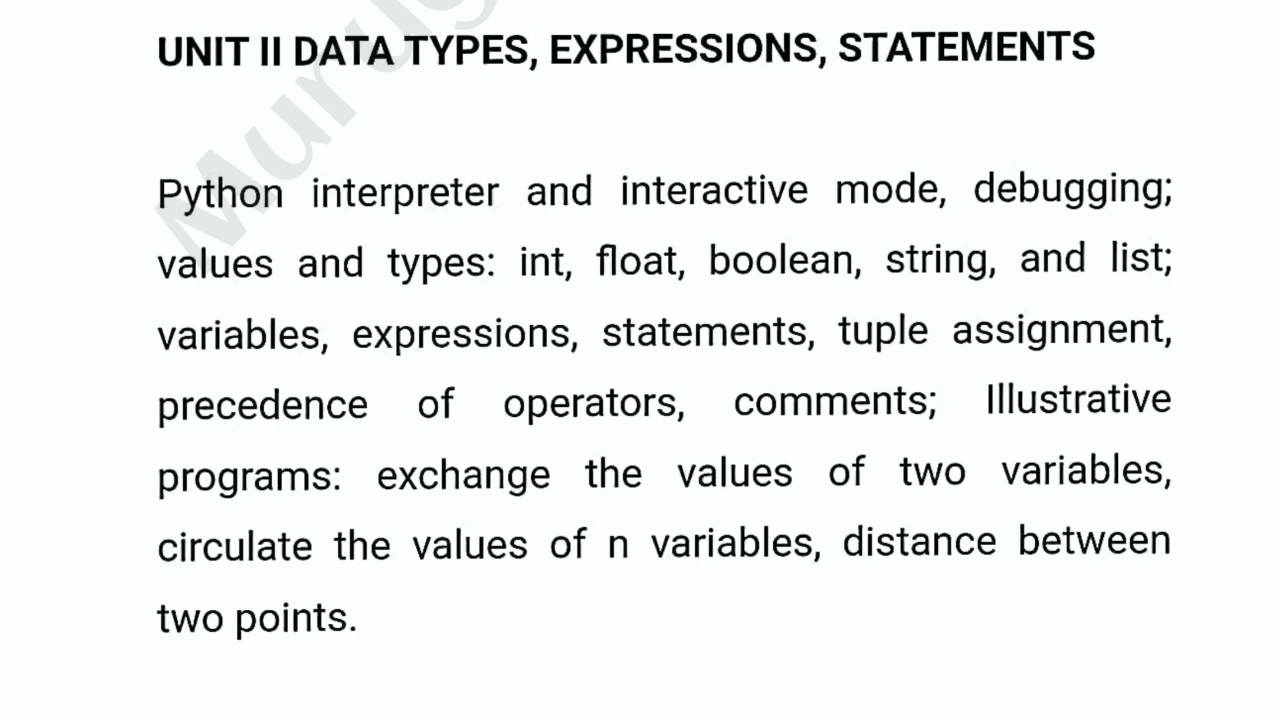 UNIT II DATA TYPES, EXPRESSIONS, STATEMENTS
Python interpreter and interactive mode, debugging;
values and types: int, float, boolean, string, and list;
variables, expressions, statements, tuple assignment,
precedence of operators, comments; Illustrative
programs: exchange the values of two variables,
circulate the values of n variables, distance between
two points.